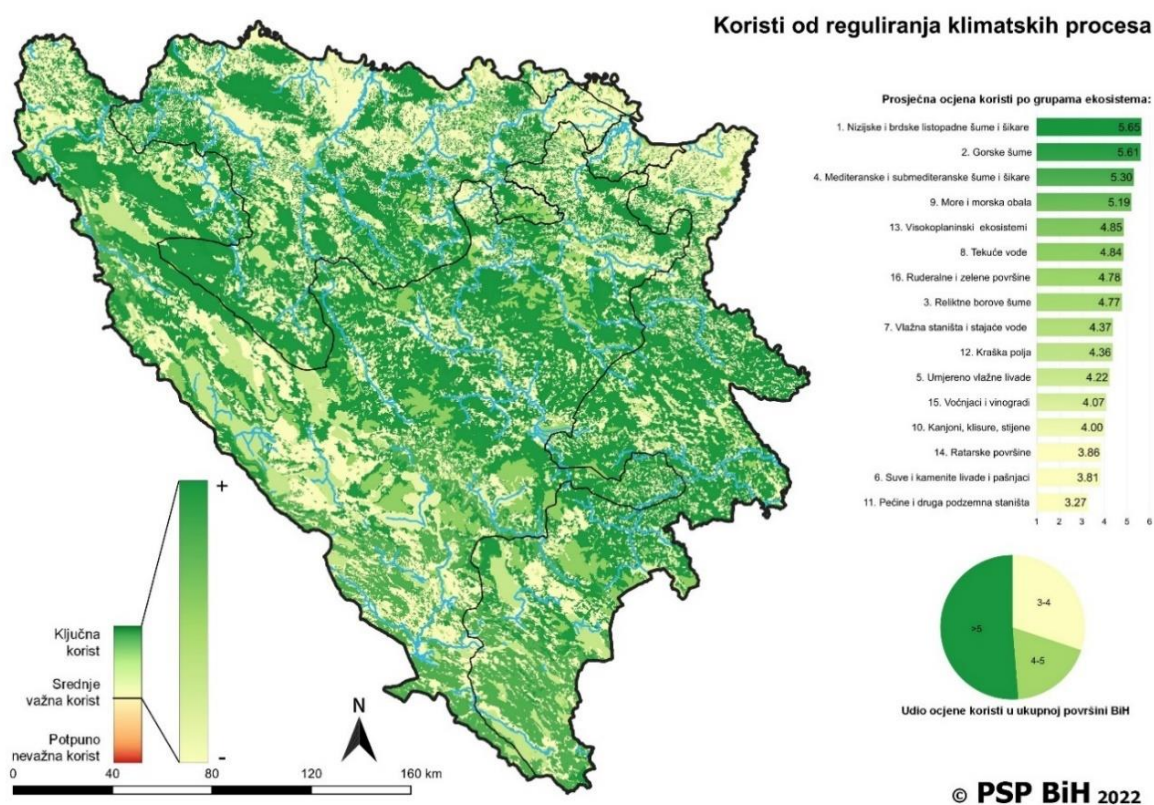 Koristi od reguliranja klimatskih procesa
Prosječna ocjena koristi po grupama ekosistema:
1. Nizijske i brdske listopadne šume i šikare 5.65
2. Gorske šume 5.61
4. Mediteranske i submediteranske šume i šikare 5.30
9. More i morska obala 5.19
13. Visokoplaninski ekosistemi 4.85
8. Tekuće vode 4.84
16. Ruderalne i zelene površine 4.78
3. Reliktne borove šume 4.77
7. Vlažna staništa i stajaće vode 4.37
12. Kraška polja 4.36
5. Umjereno vlažne livade 4.22
15. Voćnjaci i vinogradi 4.07
10. Kanjoni, klisure, stijene 4.00
14. Ratarske površine 3.86
6. Suve i kamenite livade i pašnjaci 3.81
11. Pećine i druga podzemna staništa 3.27
1 2 3 4 5 6
3-4
>5
4-5
Udio ocjene koristi u ukupnoj površini BiH
+
Ključna
korist
Srednje
važna korist
Potpuno
nevažna korist
-
N
0 40 80 120 160 km
© PSP BiH 2022